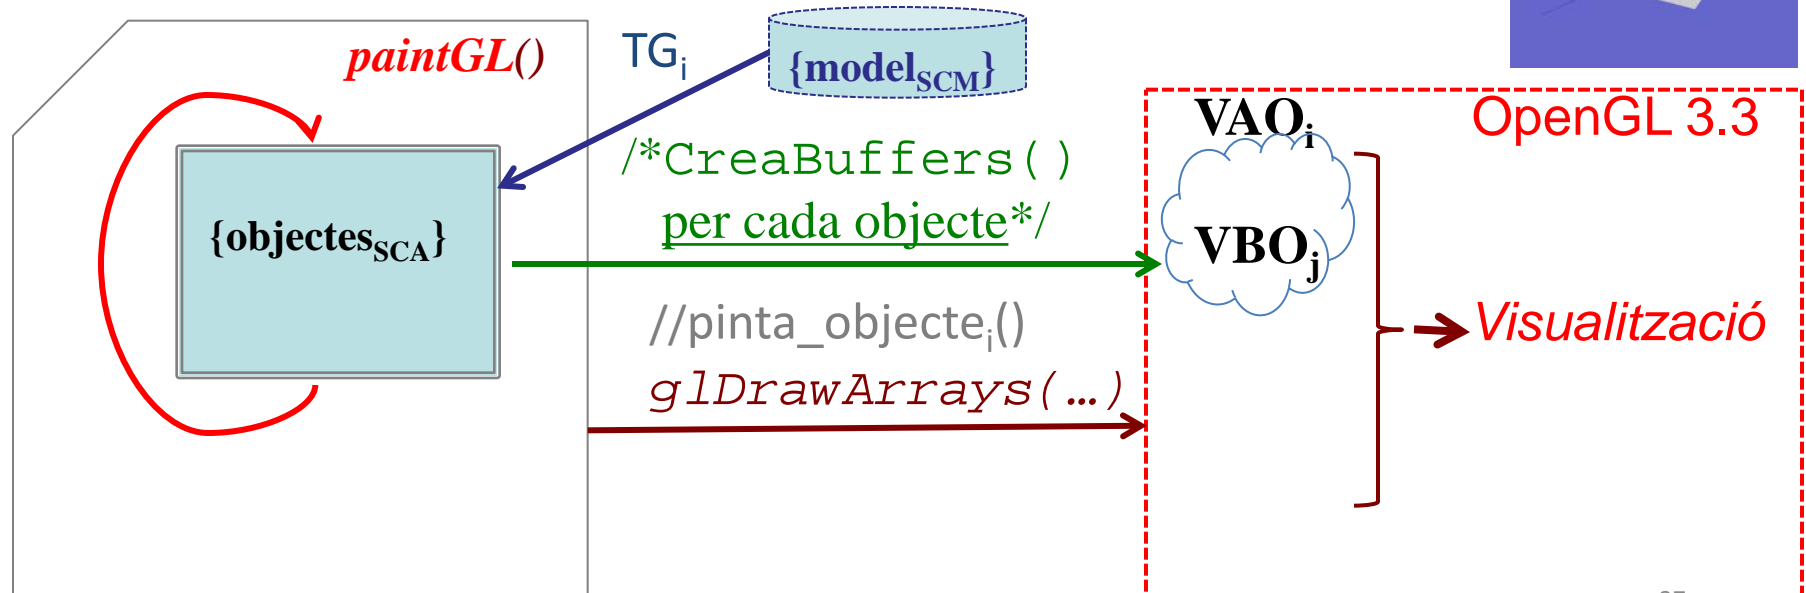 paintGL()
TGi
{modelSCM}
/*CreaBuffers()
per cada objecte*/
{objectesSCA}
//pinta_objectei()
glDrawArrays(…)
VAOi
OpenGL 3.3
VBOj
Visualització